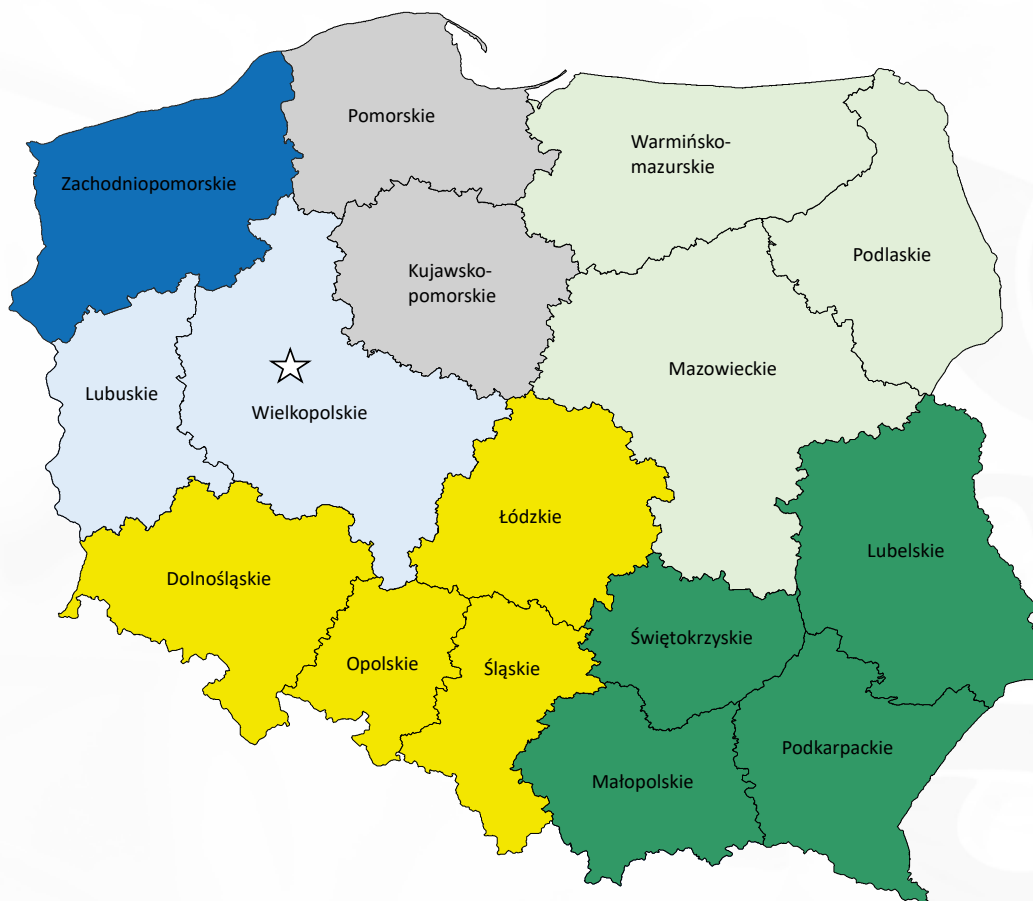 Pomorskie
Warmińsko-
mazurskie
Zachodniopomorskie
Podlaskie
Kujawsko-
pomorskie
Mazowieckie
Lubuskie
Wielkopolskie
Łódzkie
Lubelskie
Dolnośląskie
Świętokrzyskie
Opolskie
Śląskie
Podkarpackie
Małopolskie